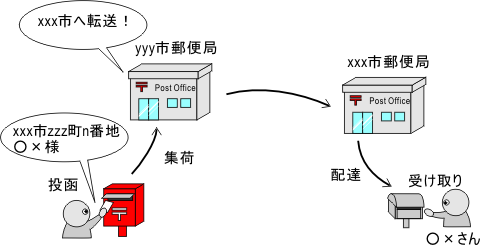 xxx市へ転送！
yyy市郵便局
Post Office
xxx市郵便局
Post Office
xxx市zzz町n番地
〇×様
集荷
投函
配達
受け取り
〇×さん